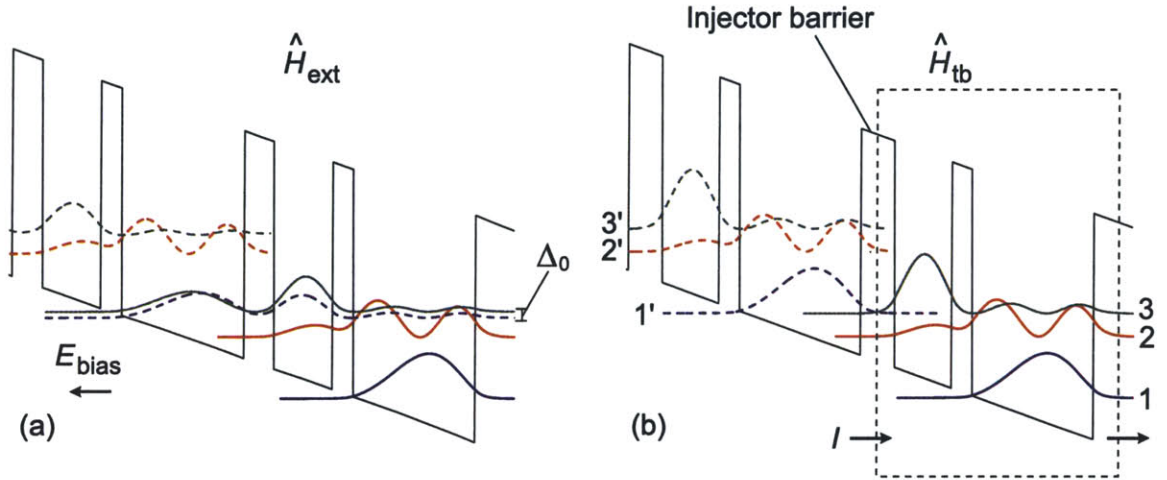 Injector barrier
Ĥext
Ĥtb
Δ0
3'
2'
1'
3
2
1
Ebias
I
(a)
(b)